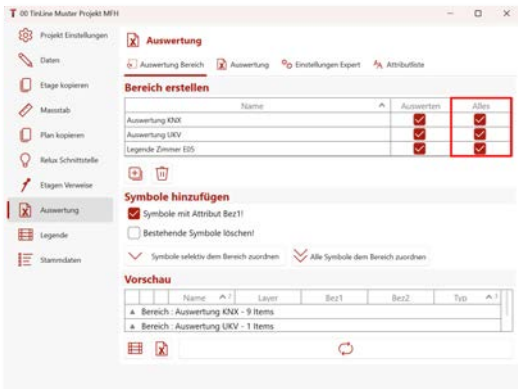 00 TinLine Muster Projekt MFH
Projekt Einstellungen
Daten
Etage kopieren
Massstab
Plan kopieren
Relux Schnittstelle
Etagen Verweise
Auswertung
Legende
Stammdaten
Auswertung
Auswertung Bereich Auswertung Einstellungen Expert Attributliste
Bereich erstellen
Name Auswerten Alles
Auswertung KNX
Auswertung UKV
Legende Zimmer E05
Symbole hinzufügen
Symbole mit Attribut Bez1!
Bestehende Symbole löschen!
Symbole selektiv dem Bereich zuordnen Alle Symbole dem Bereich zuordnen
Vorschau
Name Layer Bez1 Bez2 Typ
Bereich : Auswertung KNX - 9 Items
Bereich : Auswertung UKV - 1 Items